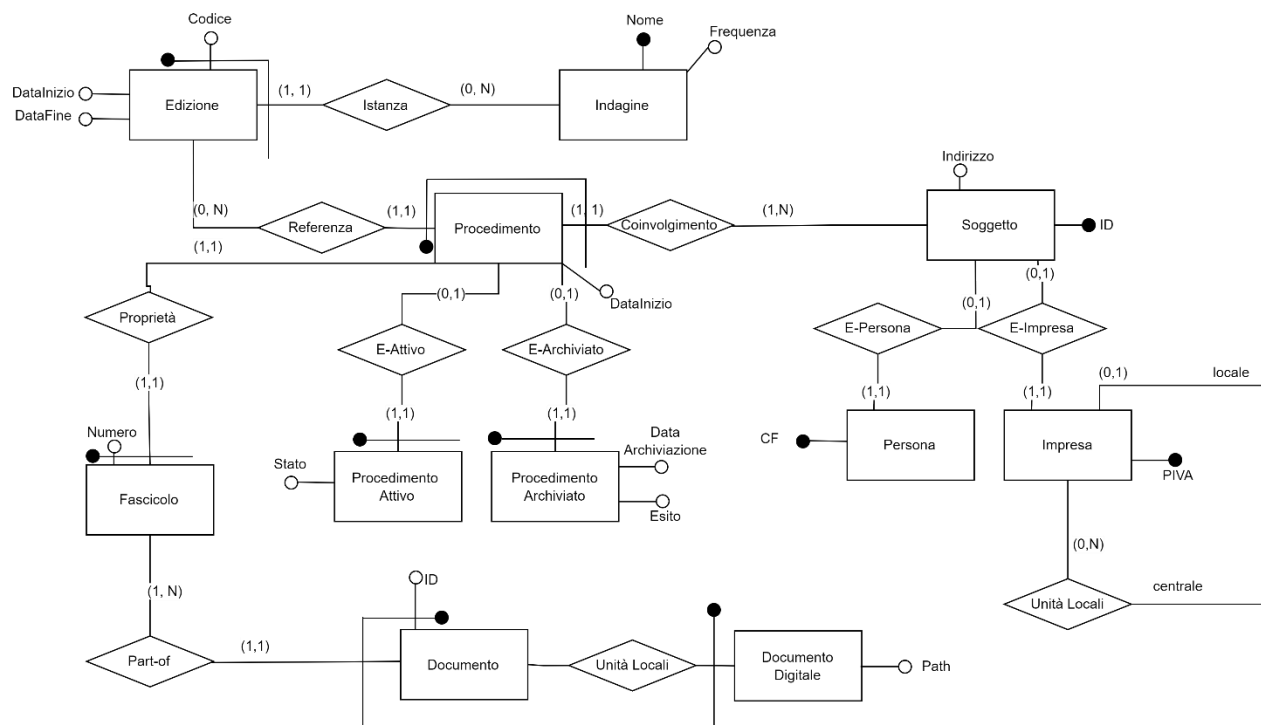 Codice
Nome
Frequenza
DataInizio
DataFine
Edizione
(1, 1)
Istanza
(0, N)
Indagine
Indirizzo
(0, N)
Referenza
(1,1)
Procedimento
(1, 1)
Coinvolgimento
(1,N)
Soggetto
ID
(1,1)
(0,1)
(0,1)
DataInizio
(0,1)
(0,1)
Proprietà
E-Attivo
E-Archiviato
E-Persona
E-Impresa
(1,1)
(1,1)
(1,1)
(1,1)
(1,1)
(0,1)
locale
Numero
Stato
Procedimento
Attivo
Procedimento
Archiviato
Data
Archiviazione
Esito
CF
Persona
Impresa
PIVA
Fascicolo
(0,N)
(1, N)
ID
Unità Locali
centrale
Part-of
(1,1)
Documento
Unità Locali
Documento
Digitale
Path